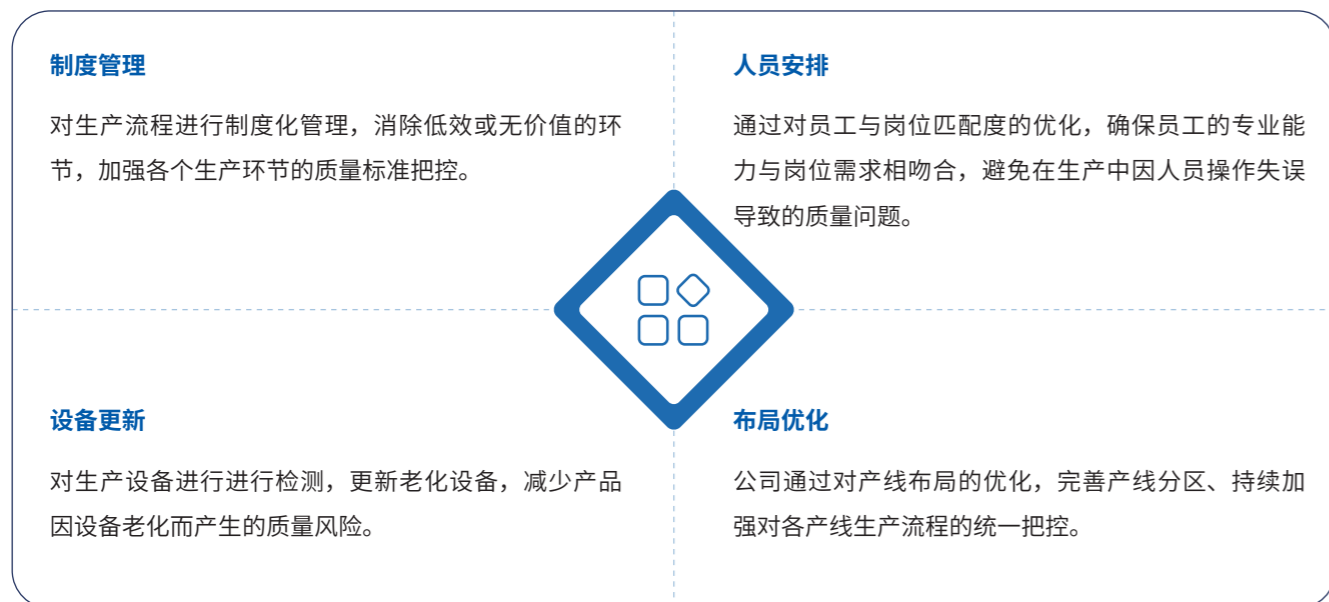 制度管理
对生产流程进行制度化管理，消除低效或无价值的环
节，加强各个生产环节的质量标准把控。
人员安排
通过对员工与岗位匹配度的优化，确保员工的专业能
力与岗位需求相吻合，避免在生产中因人员操作失误
导致的质量问题。
设备更新
对生产设备进行进行检测，更新老化设备，减少产品
因设备老化而产生的质量风险。
布局优化
公司通过对产线布局的优化，完善产线分区、持续加
强对各产线生产流程的统一把控。